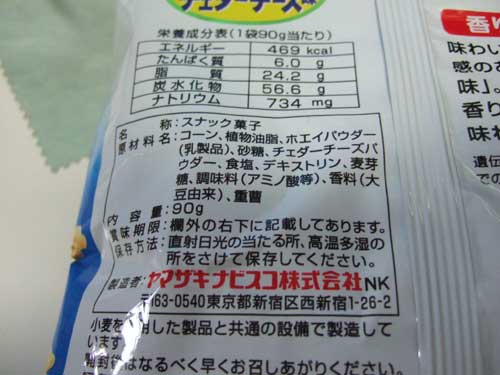 チェダーチーズ味
栄養成分表(1袋90g当たり)
エネルギー 469 kcal
たんぱく質 6.0 g
脂質 24.2 g
炭水化物 56.6 g
ナトリウム 734 mg
名称:スナック菓子
原材料名:コーン、植物油脂、ホエイパウダー
(乳製品)、砂糖、チェダーチーズパ
ウダー、食塩、デキストリン、麦芽
糖、調味料(アミノ酸等)、香料(大
豆由来)、重曹
内容量:90g
賞味期限:欄外の右下に記載してあります。
保存方法:直射日光の当たる所、高温多湿の
所をさけて保存してください。
製造者:ヤマザキナビスコ株式会社NK
〒163-0540東京都新宿区西新宿1-26-2
小麦を使用した製品と共通の設備で製造して
います。
開封後はなるべく早くお召しあがりください。
香り
味わい
感のあ
味」。
香り
味わ
遺伝
での